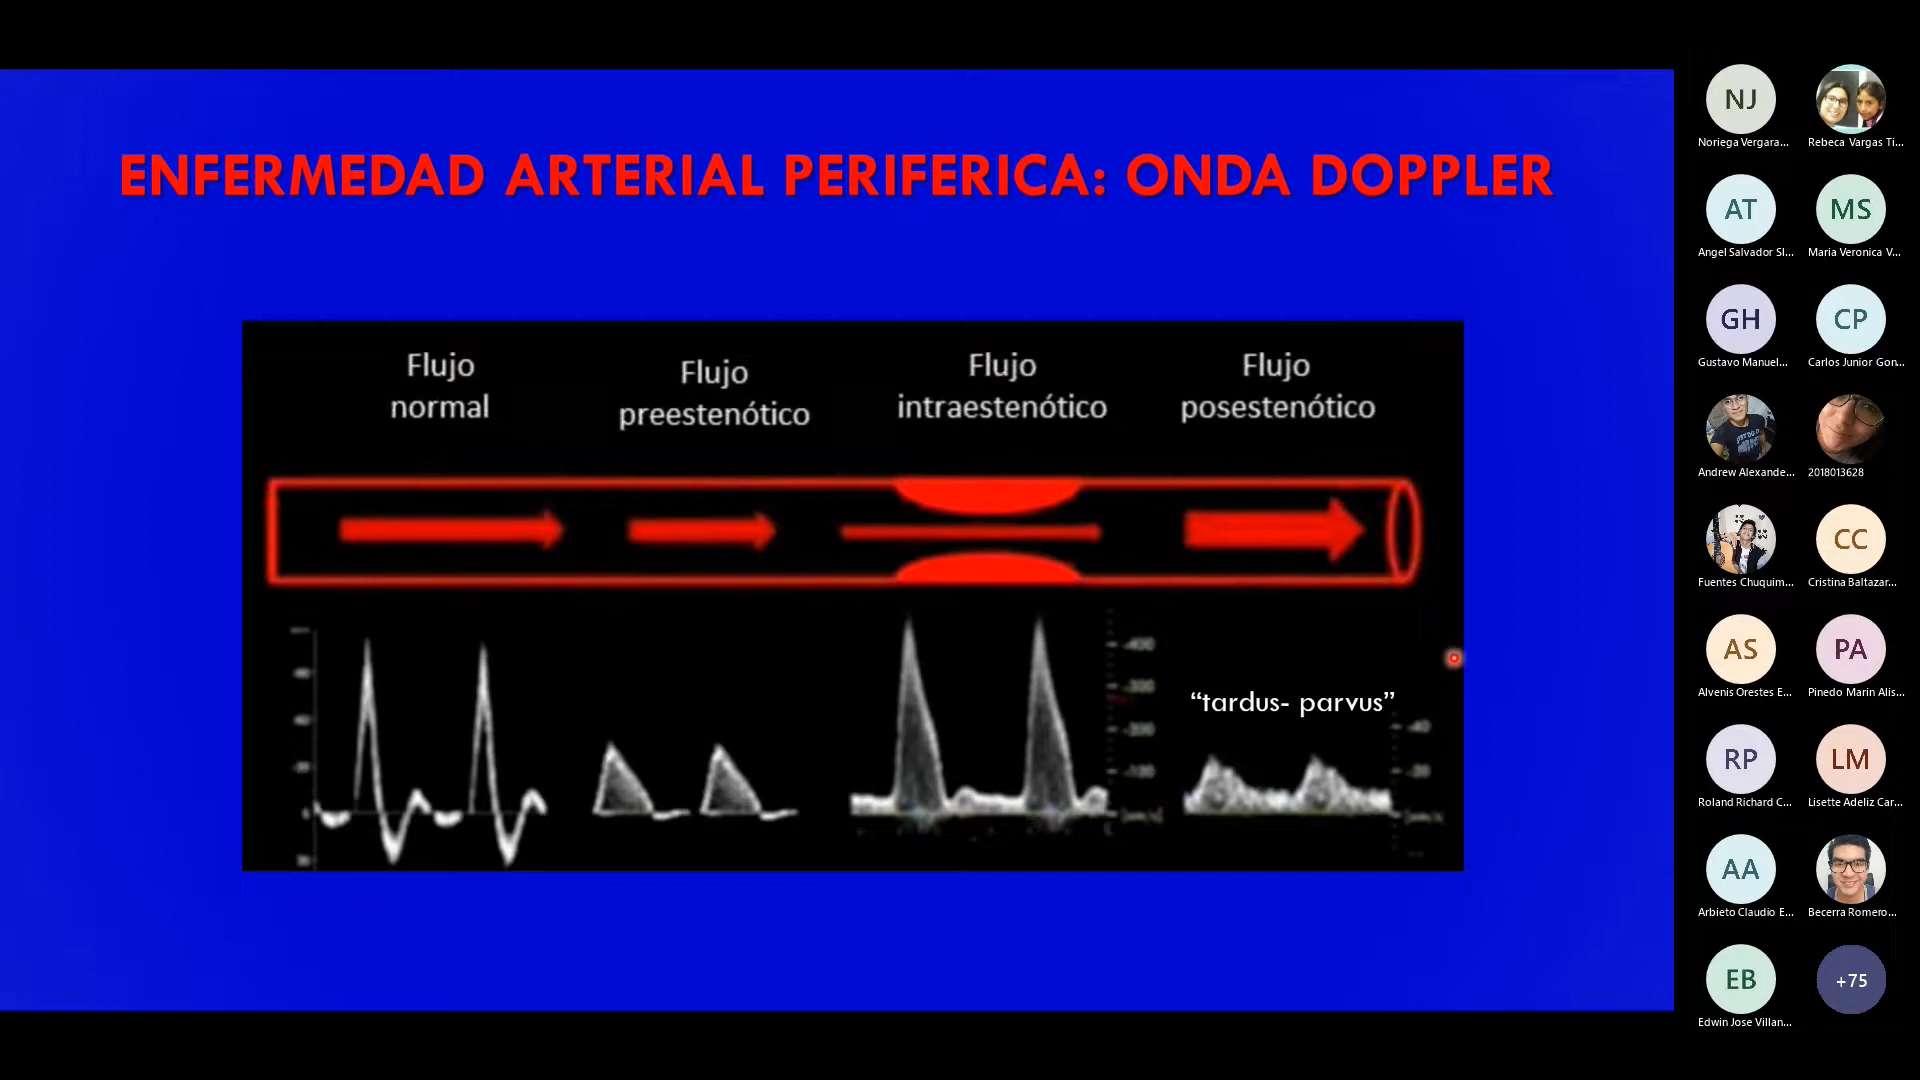 ENFERMEDAD ARTERIAL PERIFERICA: ONDA DOPPLER
Flujo
normal
Flujo
preestenótico
Flujo
intraestenótico
Flujo
posestenótico
“tardus- parvus”
NJ
Noriega Vergara...
Rebeca Vargas Ti...
AT
Angel Salvador Sl...
MS
Maria Veronica V...
GH
Gustavo Manuel...
CP
Carlos Junior Gon...
Andrew Alexande...
2018013628
Fuentes Chuquim...
CC
Cristina Baltazar...
AS
Alvenis Orestes E...
PA
Pinedo Marin Alis...
RP
Roland Richard C...
LM
Lisette Adeliz Car...
AA
Arbieto Claudio E...
Becerra Romero...
EB
Edwin Jose Villan...
+75